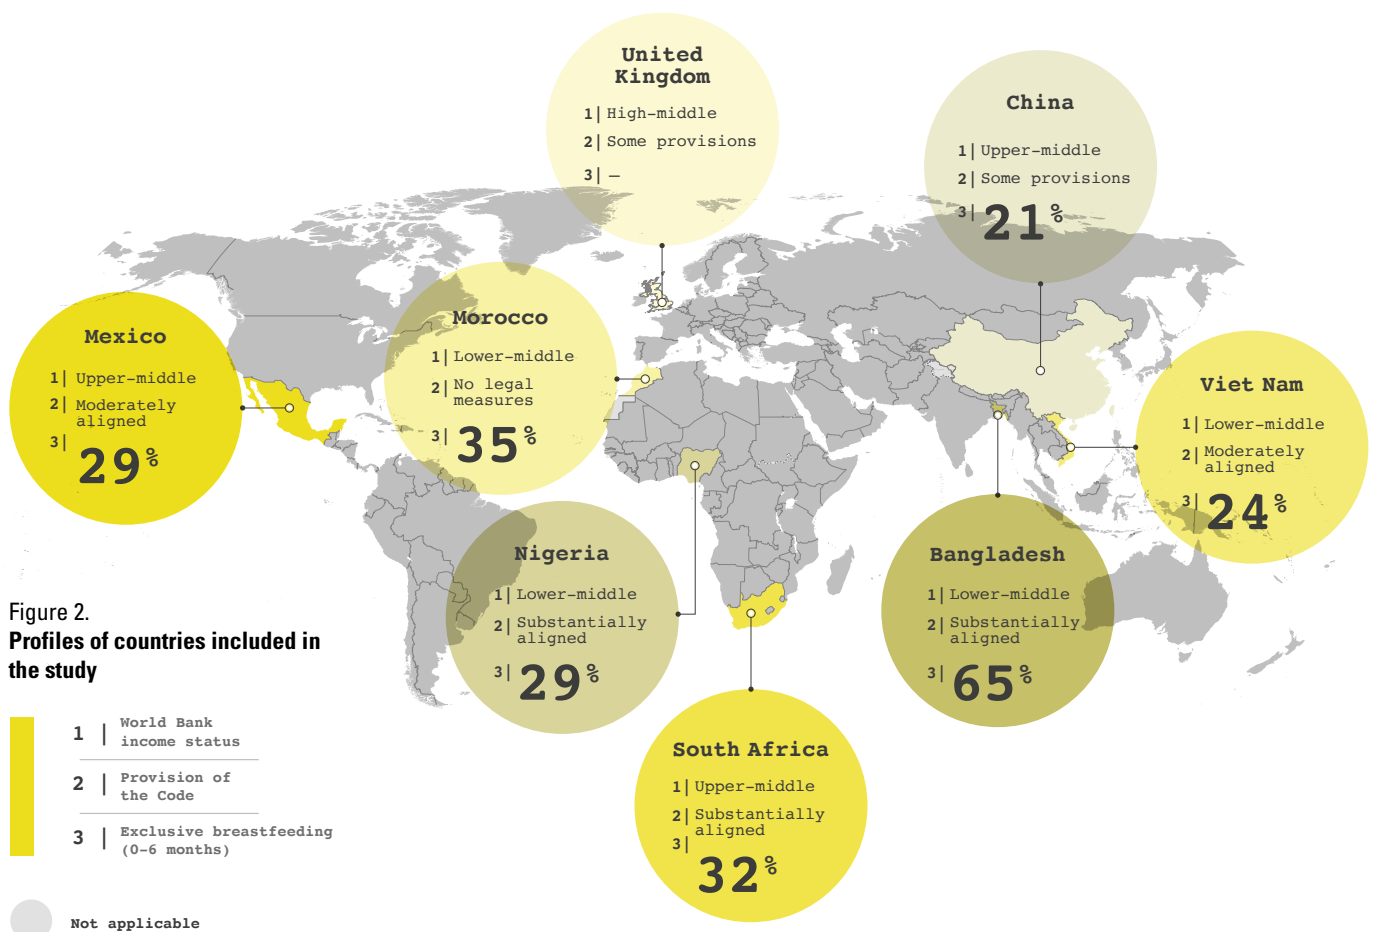 United
Kingdom
1| High-middle
2| Some provisions
3| —
China
1| Upper-middle
2| Some provisions
3| 21%
Mexico
1| Upper-middle
2| Moderately
aligned
3|
29%
Morocco
1| Lower-middle
2| No legal
measures
3| 35%
Viet Nam
1| Lower-middle
2| Moderately
aligned
3| 24%
Nigeria
1| Lower-middle
2| Substantially
aligned
3| 29%
Bangladesh
1| Lower-middle
2| Substantially
aligned
3| 65%
South Africa
1| Upper-middle
2| Substantially
aligned
3|
32%
Figure 2.
Profiles of countries included in
the study
1 | World Bank
income status
2 | Provision of
the Code
3 | Exclusive breastfeeding
(0-6 months)
Not applicable